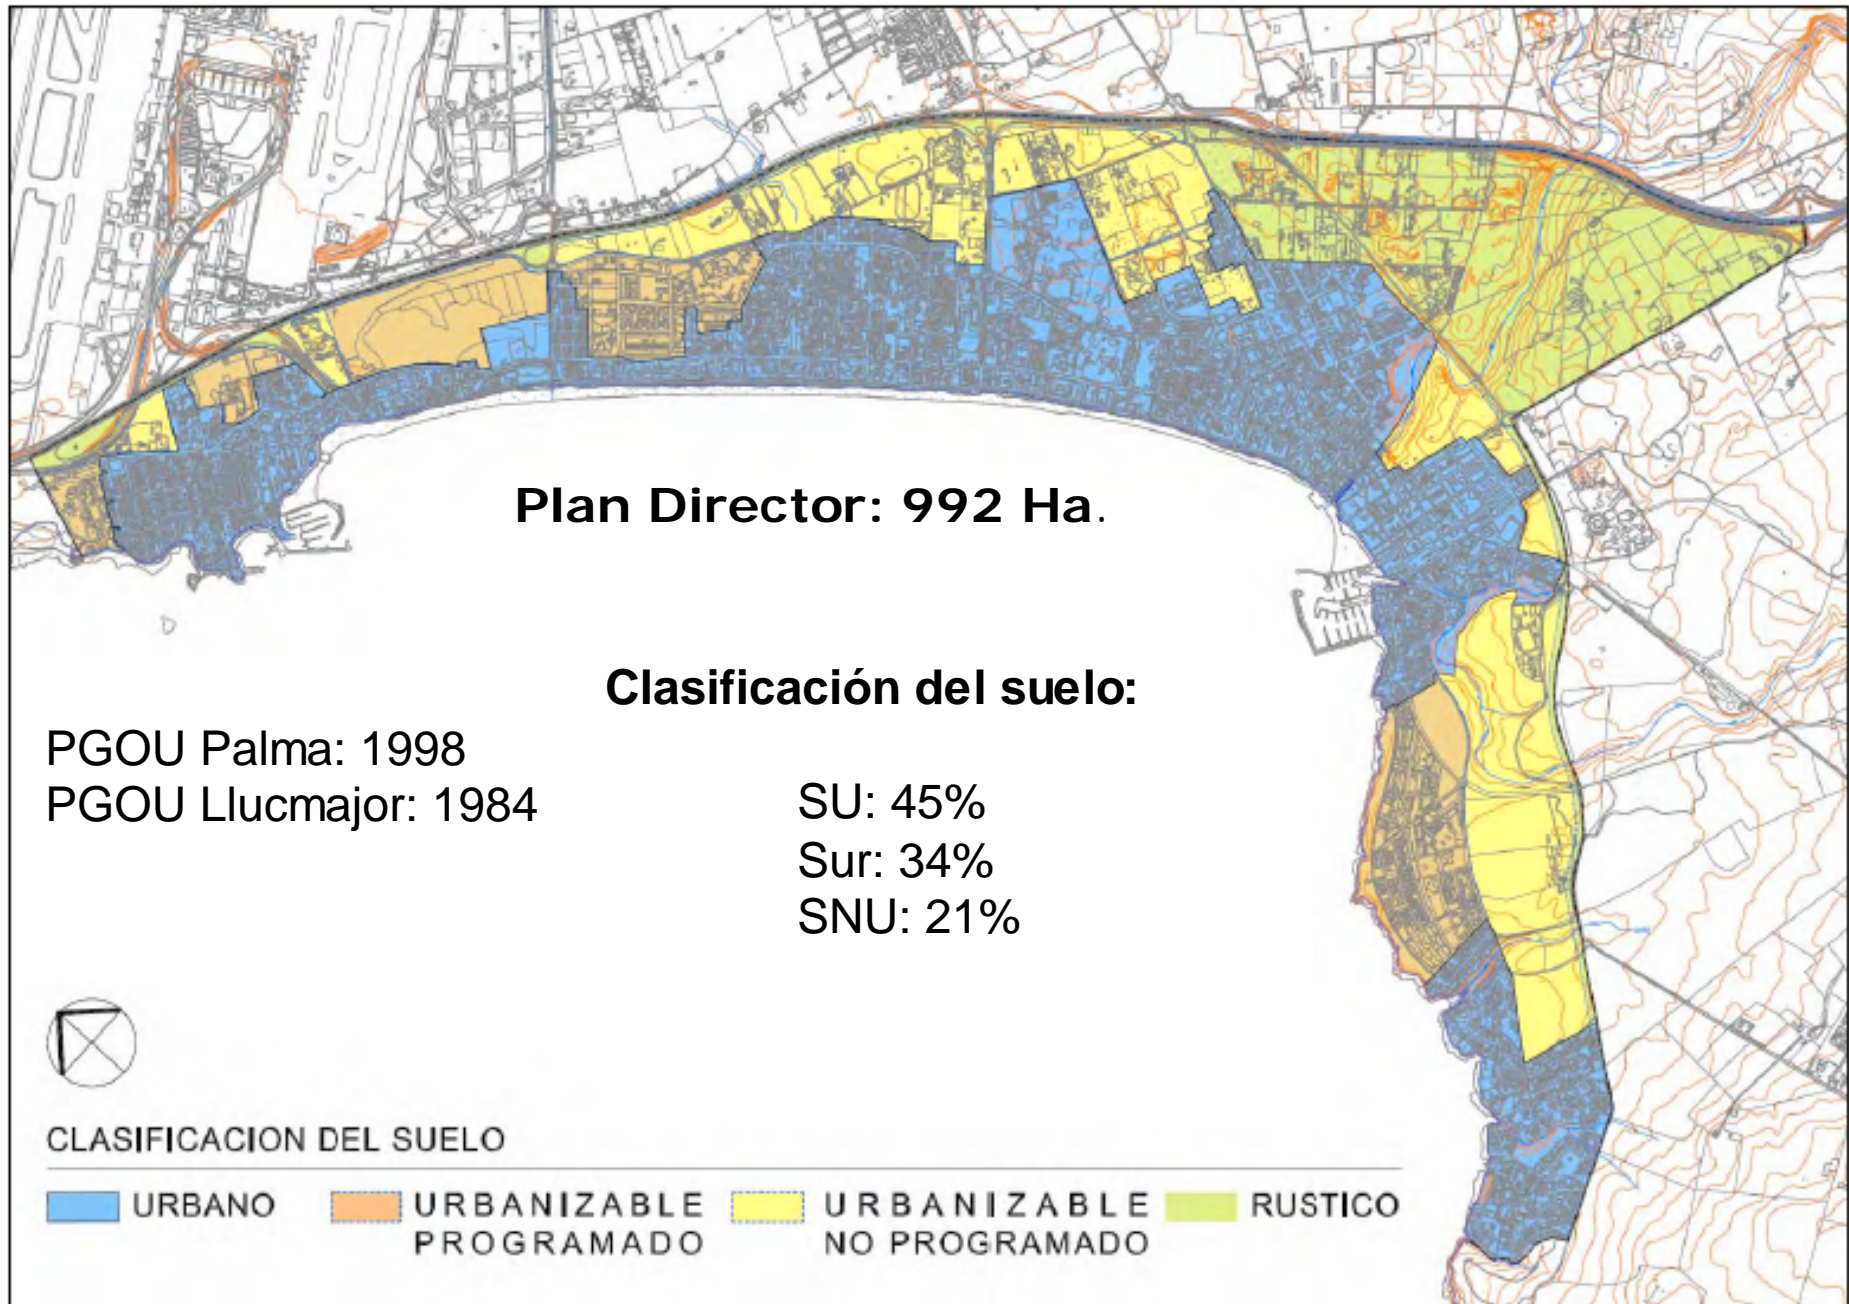 Plan Director: 992 Ha.
Clasificación del suelo:
PGOU Palma: 1998
PGOU Llucmajor: 1984
SU: 45%
Sur: 34%
SNU: 21%
CLASIFICACION DEL SUELO
URBANO
URBANIZABLE
PROGRAMADO
URBANIZABLE
NO PROGRAMADO
RUSTICO